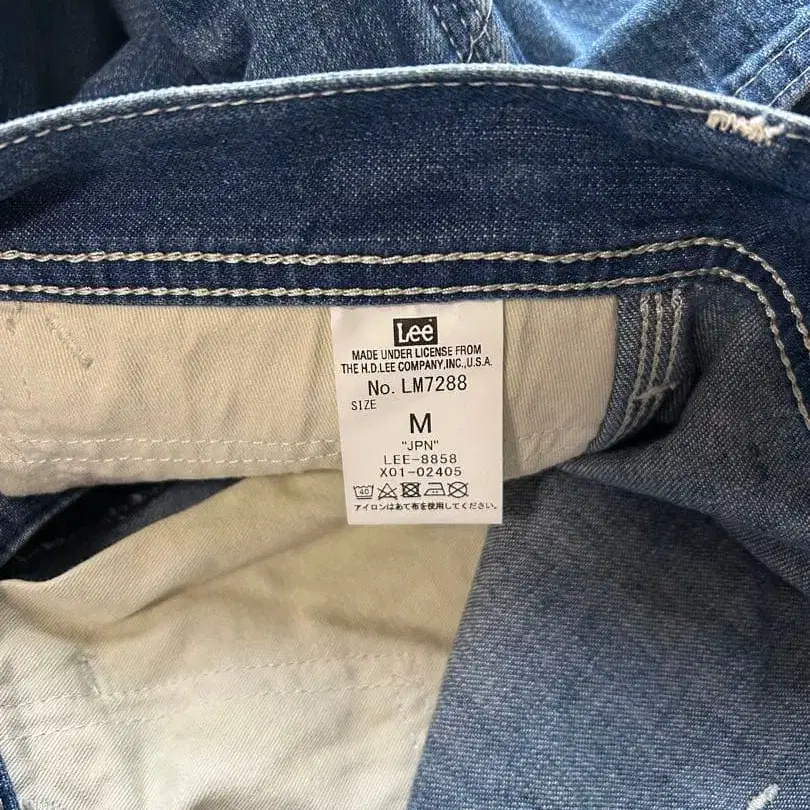 Lee
MADE UNDER LICENSE FROM
THE H.D.LEE COMPANY,INC.,U.S.A.
No. LM7288
SIZE
M
"JPN"
LEE-8858
X01-02405
40
アイロンはあて布を使用してください。